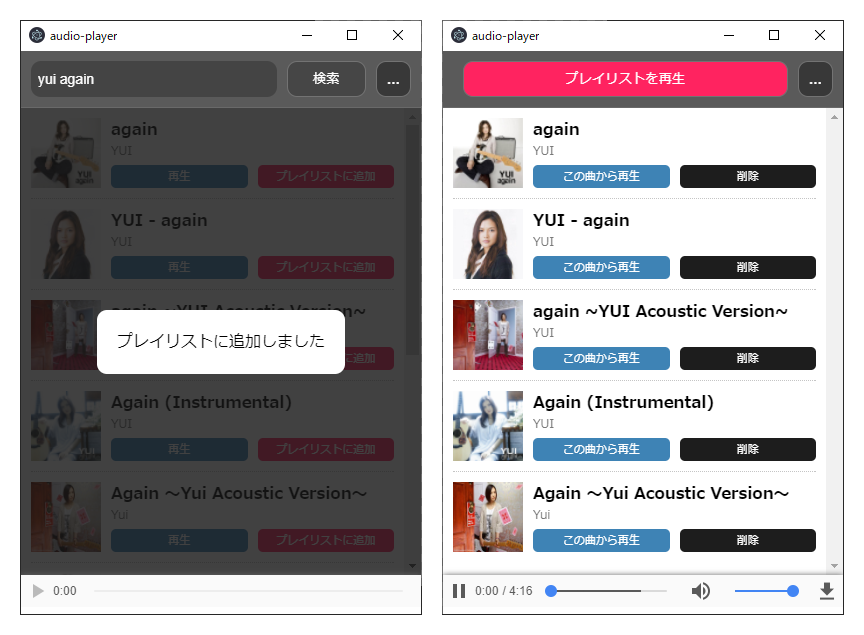 audio-player
yui again
検索
...
again
YUI
再生
プレイリストに追加
YUI - again
YUI
再生
プレイリストに追加
again ~YUI Acoustic Version~
プレイリストに追加しました
Again (Instrumental)
YUI
再生
プレイリストに追加
Again ～Yui Acoustic Version～
Yui
再生
プレイリストに追加
0:00
audio-player
プレイリストを再生
...
again
YUI
この曲から再生
削除
YUI - again
YUI
この曲から再生
削除
again ~YUI Acoustic Version~
YUI
この曲から再生
削除
Again (Instrumental)
YUI
この曲から再生
削除
Again ～Yui Acoustic Version～
Yui
この曲から再生
削除
0:00 / 4:16